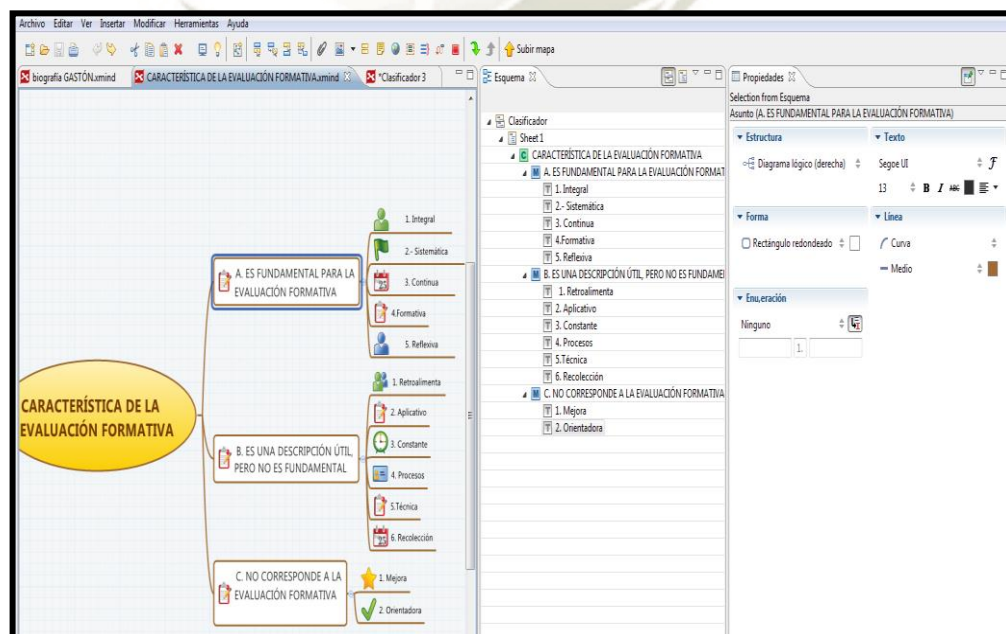 Archivo Editar Ver Insertar Modificar Herramientas Ayuda
Subir mapa
biografía GASTÓN.xmind
CARACTERÍSTICA DE LA EVALUACIÓN FORMATIVA.xmind
*Clasificador 3
CARACTERÍSTICA DE LA
EVALUACIÓN FORMATIVA
A. ES FUNDAMENTAL PARA LA
EVALUACIÓN FORMATIVA
1. Integral
2.- Sistemática
3. Continua
4.Formativa
5. Reflexiva
B. ES UNA DESCRIPCIÓN ÚTIL,
PERO NO ES FUNDAMENTAL
1. Retroalimenta
2. Aplicativo
3. Constante
4. Procesos
5.Técnica
6. Recolección
C. NO CORRESPONDE A LA
EVALUACIÓN FORMATIVA
1. Mejora
2. Orientadora
Esquema
Clasificador
Sheet 1
CARACTERÍSTICA DE LA EVALUACIÓN FORMATIVA
A. ES FUNDAMENTAL PARA LA EVALUACIÓN FORMAT
1. Integral
2.- Sistemática
3. Continua
4.Formativa
5. Reflexiva
B. ES UNA DESCRIPCIÓN ÚTIL, PERO NO ES FUNDAME
1. Retroalimenta
2. Aplicativo
3. Constante
4. Procesos
5.Técnica
6. Recolección
C. NO CORRESPONDE A LA EVALUACIÓN FORMATIVA
1. Mejora
2. Orientadora
Propiedades
Selection from Esquema
Asunto (A. ES FUNDAMENTAL PARA LA EVALUACIÓN FORMATIVA)
Estructura
Diagrama lógico (derecha)
Texto
Segoe UI
13 B I ABC
Forma
Rectángulo redondeado
Línea
Curva
Medio
Enu,eración
Ninguno
1.